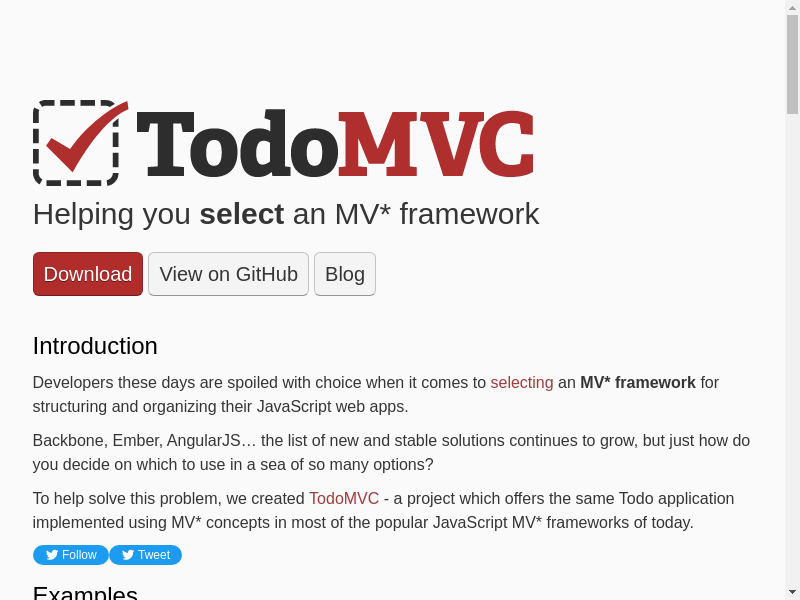 TodoMVC
Helping you select an MV* framework
Download View on GitHub Blog
Introduction
Developers these days are spoiled with choice when it comes to selecting an MV* framework for
structuring and organizing their JavaScript web apps.
Backbone, Ember, AngularJS… the list of new and stable solutions continues to grow, but just how do
you decide on which to use in a sea of so many options?
To help solve this problem, we created TodoMVC - a project which offers the same Todo application
implemented using MV* concepts in most of the popular JavaScript MV* frameworks of today.
Follow Tweet
Examples